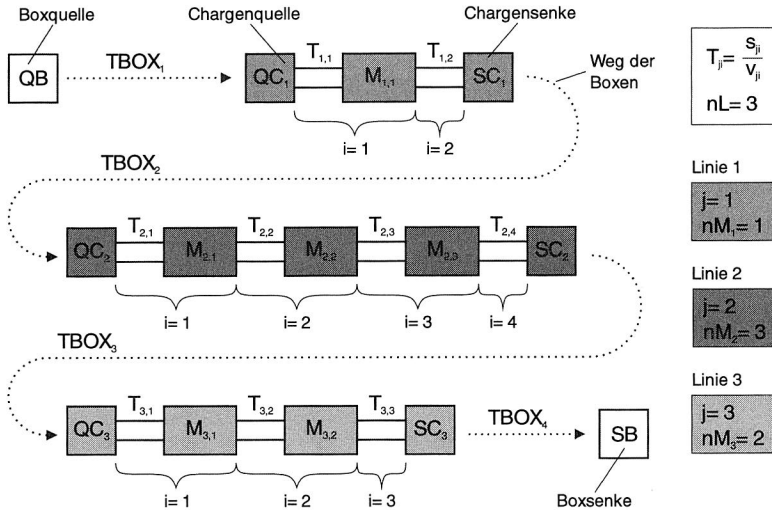 Boxquelle
Chargenquelle
Chargensenke
QB
TBOX₁
QC₁
T₁,₁
M₁,₁
T₁,₂
SC₁
Weg der
Boxen
i= 1
i= 2
Tⱼᵢ= sⱼᵢ/vⱼᵢ
nL= 3
TBOX₂
Linie 1
j= 1
nM₁= 1
QC₂
T₂,₁
M₂,₁
T₂,₂
M₂,₂
T₂,₃
M₂,₃
T₂,₄
SC₂
i= 1
i= 2
i= 3
i= 4
Linie 2
j= 2
nM₂= 3
TBOX₃
QC₃
T₃,₁
M₃,₁
T₃,₂
M₃,₂
T₃,₃
SC₃
TBOX₄
SB
i= 1
i= 2
i= 3
Boxsenke
Linie 3
j= 3
nM₃= 2